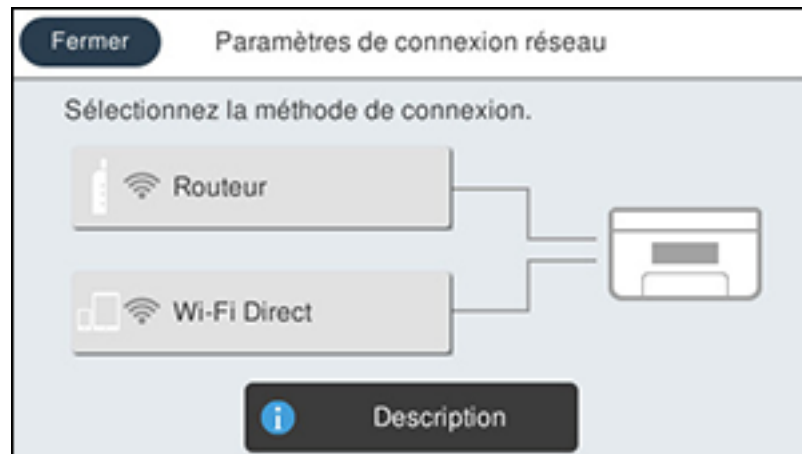 Fermer Paramètres de connexion réseau
Sélectionnez la méthode de connexion.
Routeur
Wi-Fi Direct
Description